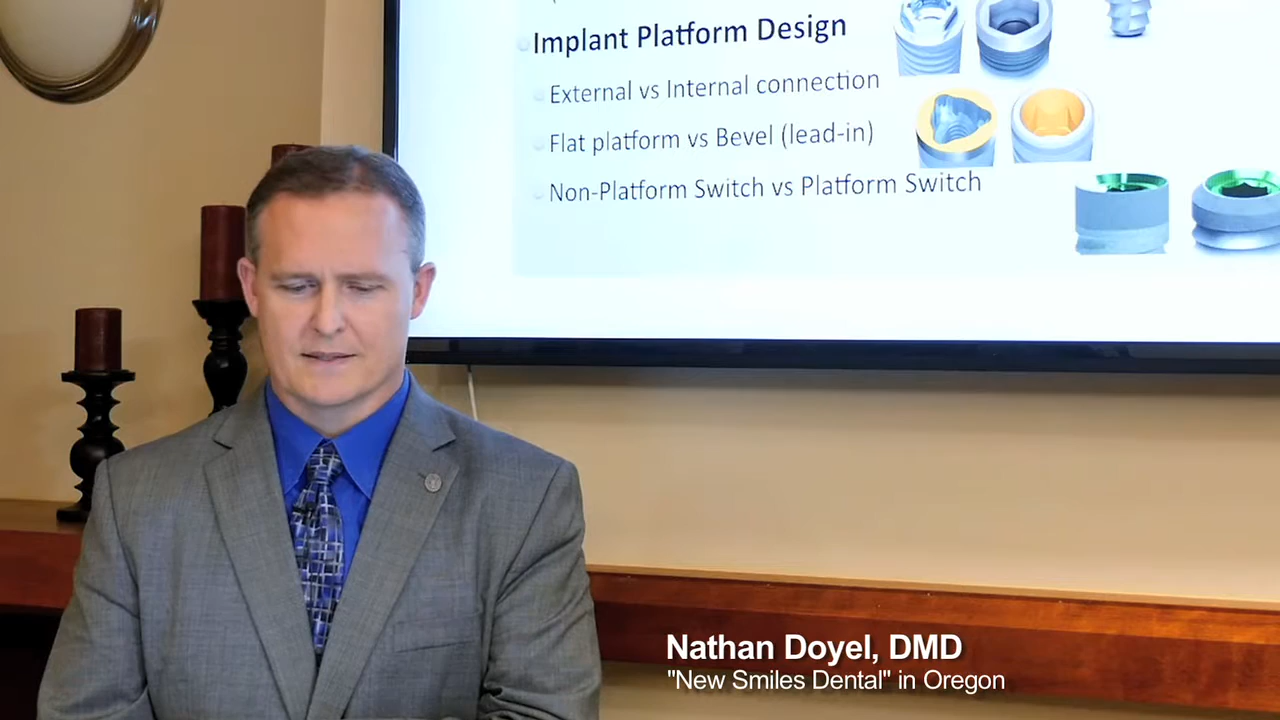 Implant Platform Design
External vs Internal connection
Flat platform vs Bevel (lead-in)
Non-Platform Switch vs Platform Switch
Nathan Doyel, DMD
"New Smiles Dental" in Oregon